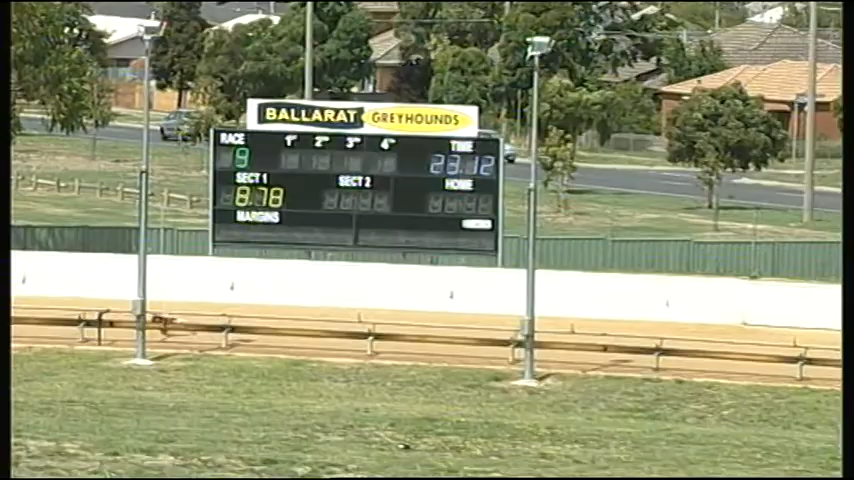 BALLARAT GREYHOUNDS
RACE 1ST 2ND 3RD 4TH TIME
9 23.12
SECT 1 SECT 2 HOME
8.78
MARGINS